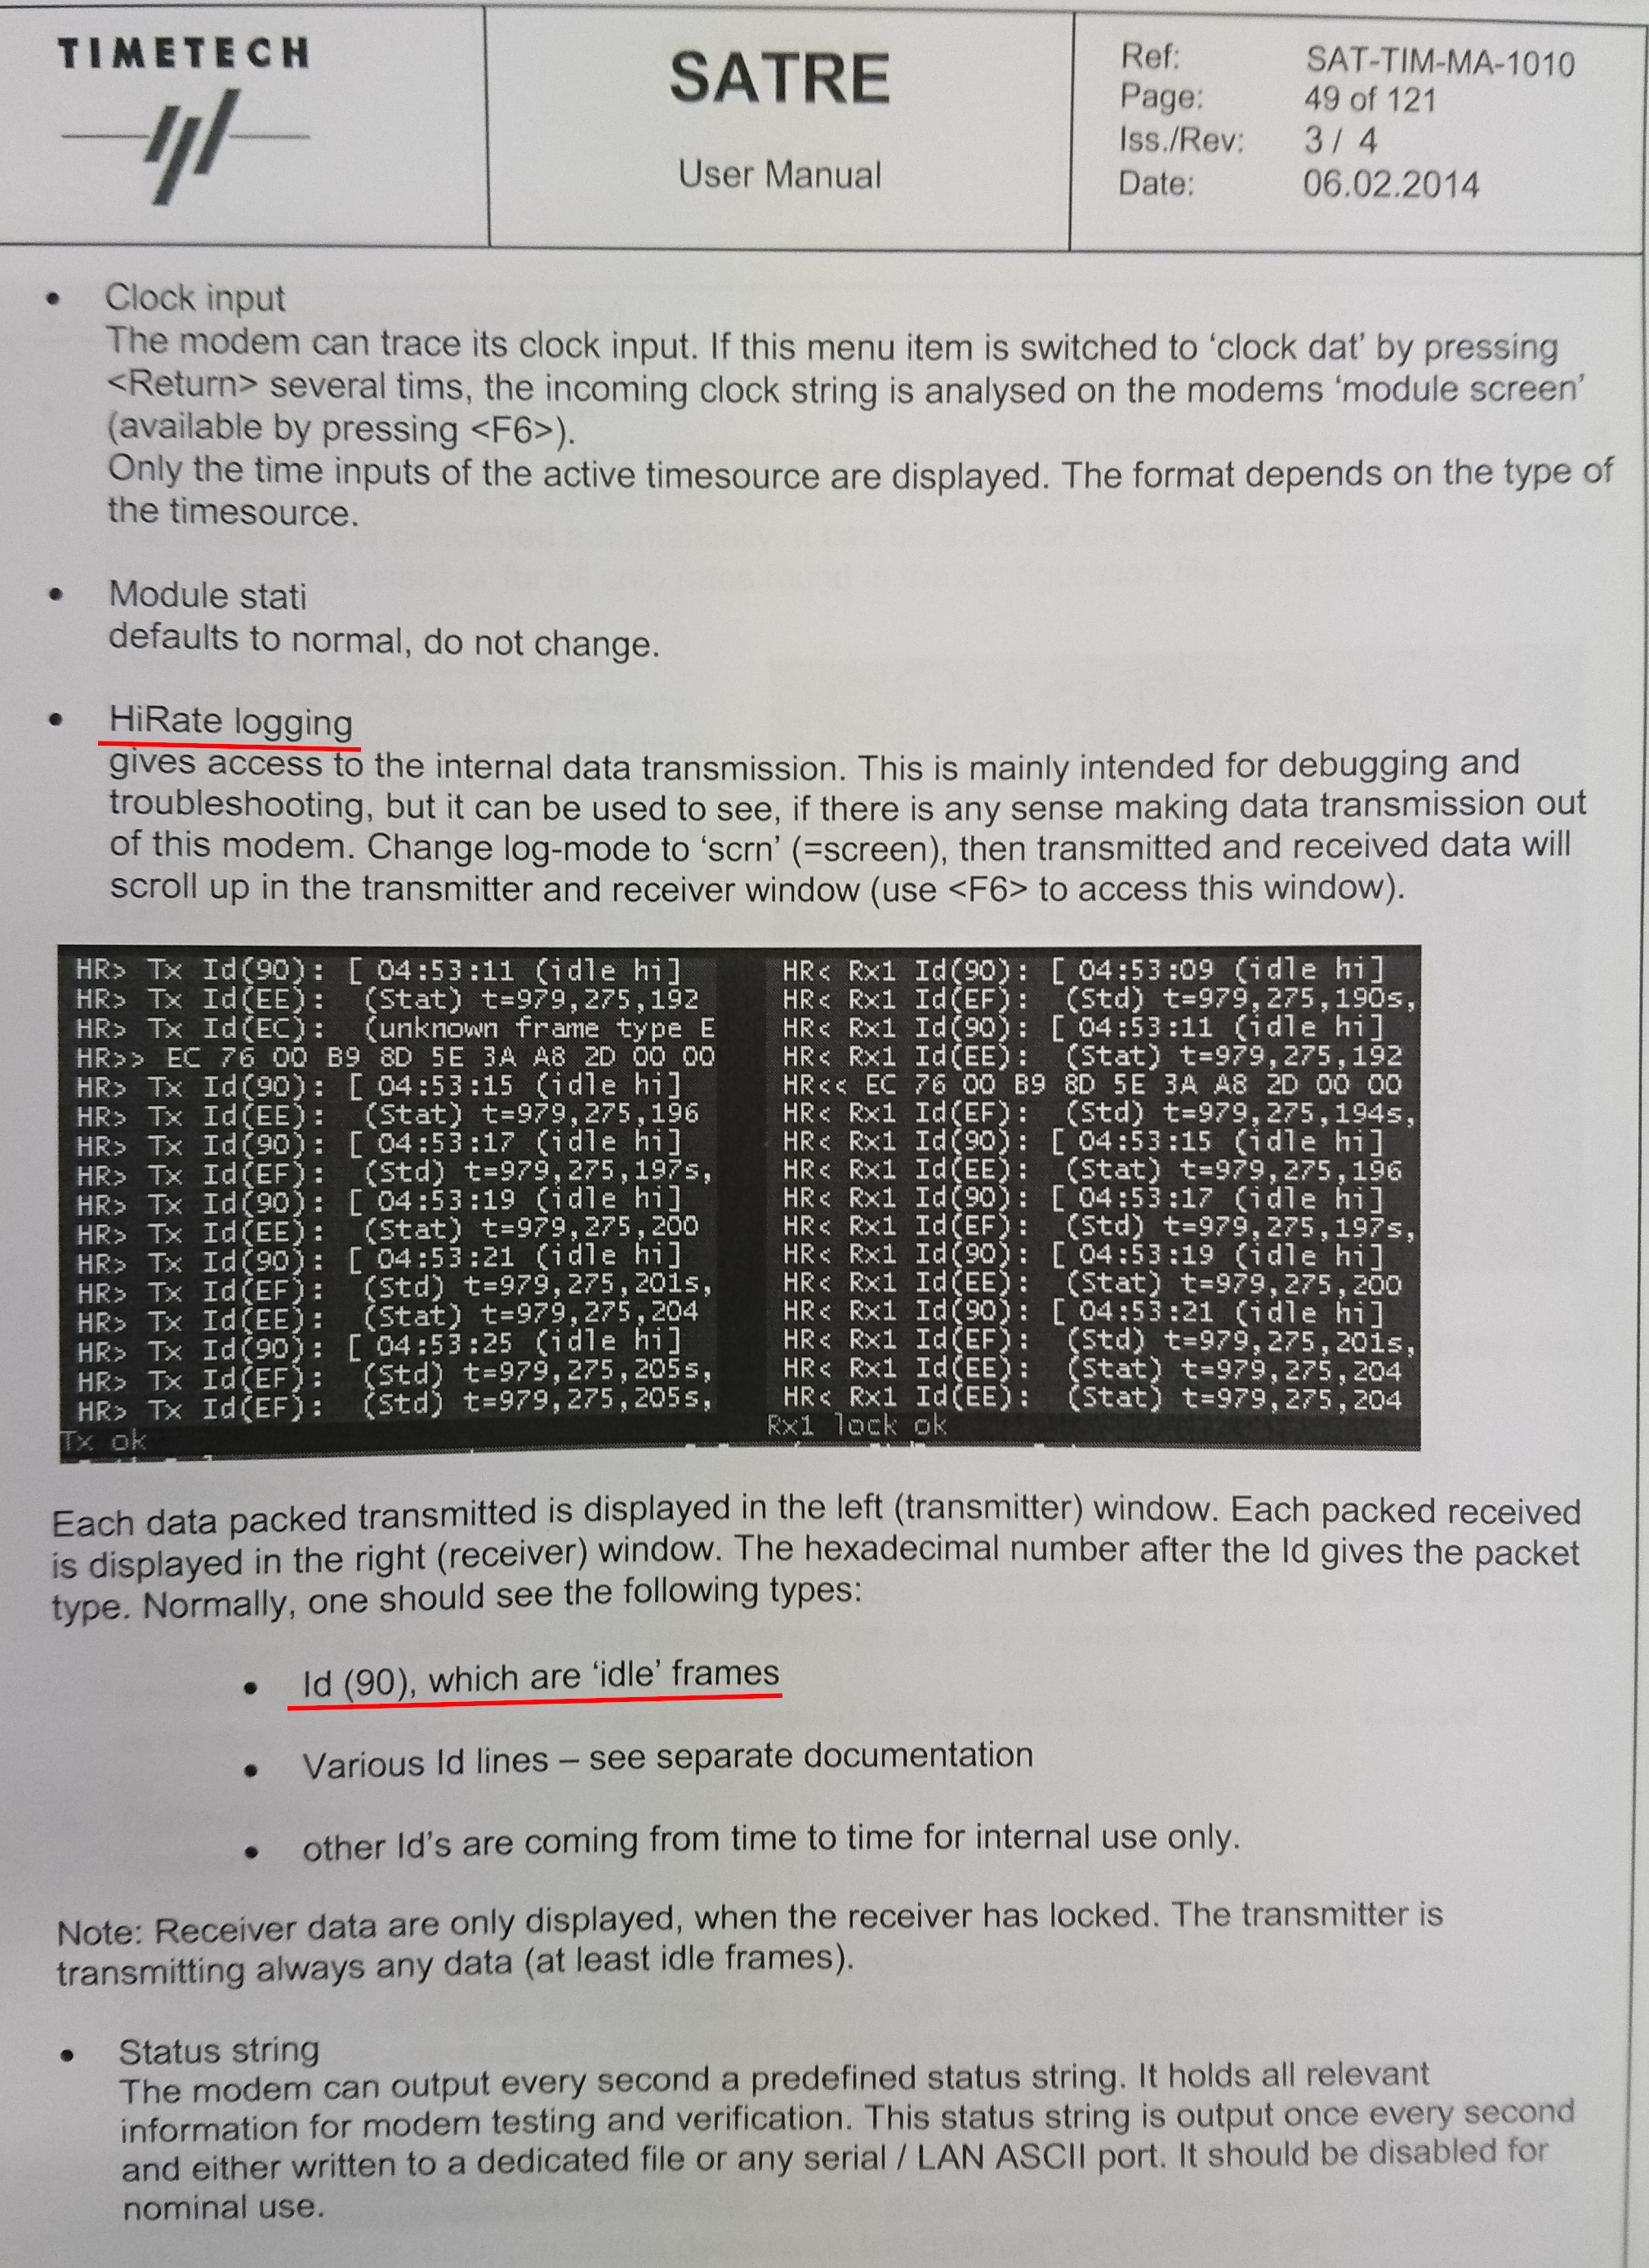 TIMETECH
SATRE
User Manual
Ref: SAT-TIM-MA-1010
Page: 49 of 121
Iss./Rev: 3 / 4
Date: 06.02.2014
• Clock input
The modem can trace its clock input. If this menu item is switched to ‘clock dat’ by pressing
<Return> several tims, the incoming clock string is analysed on the modems ‘module screen’
(available by pressing <F6>).
Only the time inputs of the active timesource are displayed. The format depends on the type of
the timesource.
• Module stati
defaults to normal, do not change.
• HiRate logging
gives access to the internal data transmission. This is mainly intended for debugging and
troubleshooting, but it can be used to see, if there is any sense making data transmission out
of this modem. Change log-mode to ‘scrn’ (=screen), then transmitted and received data will
scroll up in the transmitter and receiver window (use <F6> to access this window).
HR> Tx Id(90): [ 04:53:11 (idle hi]
HR> Tx Id(EE): (Stat) t=979,275,192
HR> Tx Id(EC): (unknown frame type E
HR>> EC 76 00 B9 8D 5E 3A A8 2D 00 00
HR> Tx Id(90): [ 04:53:15 (idle hi]
HR> Tx Id(EE): (Stat) t=979,275,196
HR> Tx Id(90): [ 04:53:17 (idle hi]
HR> Tx Id(EF): (Std) t=979,275,197s,
HR> Tx Id(90): [ 04:53:19 (idle hi]
HR> Tx Id(EE): (Stat) t=979,275,200
HR> Tx Id(90): [ 04:53:21 (idle hi]
HR> Tx Id(EF): (Std) t=979,275,201s,
HR> Tx Id(EE): (Stat) t=979,275,204
HR> Tx Id(90): [ 04:53:25 (idle hi]
HR> Tx Id(EF): (Std) t=979,275,205s,
HR> Tx Id(EF): (Std) t=979,275,205s,
Tx ok
HR< Rx1 Id(90): [ 04:53:09 (idle hi]
HR< Rx1 Id(EF): (Std) t=979,275,190s,
HR< Rx1 Id(90): [ 04:53:11 (idle hi]
HR< Rx1 Id(EE): (Stat) t=979,275,192
HR<< EC 76 00 B9 8D 5E 3A A8 2D 00 00
HR< Rx1 Id(EF): (Std) t=979,275,194s,
HR< Rx1 Id(90): [ 04:53:15 (idle hi]
HR< Rx1 Id(EE): (Stat) t=979,275,196
HR< Rx1 Id(90): [ 04:53:17 (idle hi]
HR< Rx1 Id(EF): (Std) t=979,275,197s,
HR< Rx1 Id(90): [ 04:53:19 (idle hi]
HR< Rx1 Id(EE): (Stat) t=979,275,200
HR< Rx1 Id(90): [ 04:53:21 (idle hi]
HR< Rx1 Id(EF): (Std) t=979,275,201s,
HR< Rx1 Id(EE): (Stat) t=979,275,204
HR< Rx1 Id(EE): (Stat) t=979,275,204
Rx1 lock ok
Each data packed transmitted is displayed in the left (transmitter) window. Each packed received
is displayed in the right (receiver) window. The hexadecimal number after the Id gives the packet
type. Normally, one should see the following types:
• Id (90), which are ‘idle’ frames
• Various Id lines – see separate documentation
• other Id’s are coming from time to time for internal use only.
Note: Receiver data are only displayed, when the receiver has locked. The transmitter is
transmitting always any data (at least idle frames).
• Status string
The modem can output every second a predefined status string. It holds all relevant
information for modem testing and verification. This status string is output once every second
and either written to a dedicated file or any serial / LAN ASCII port. It should be disabled for
nominal use.